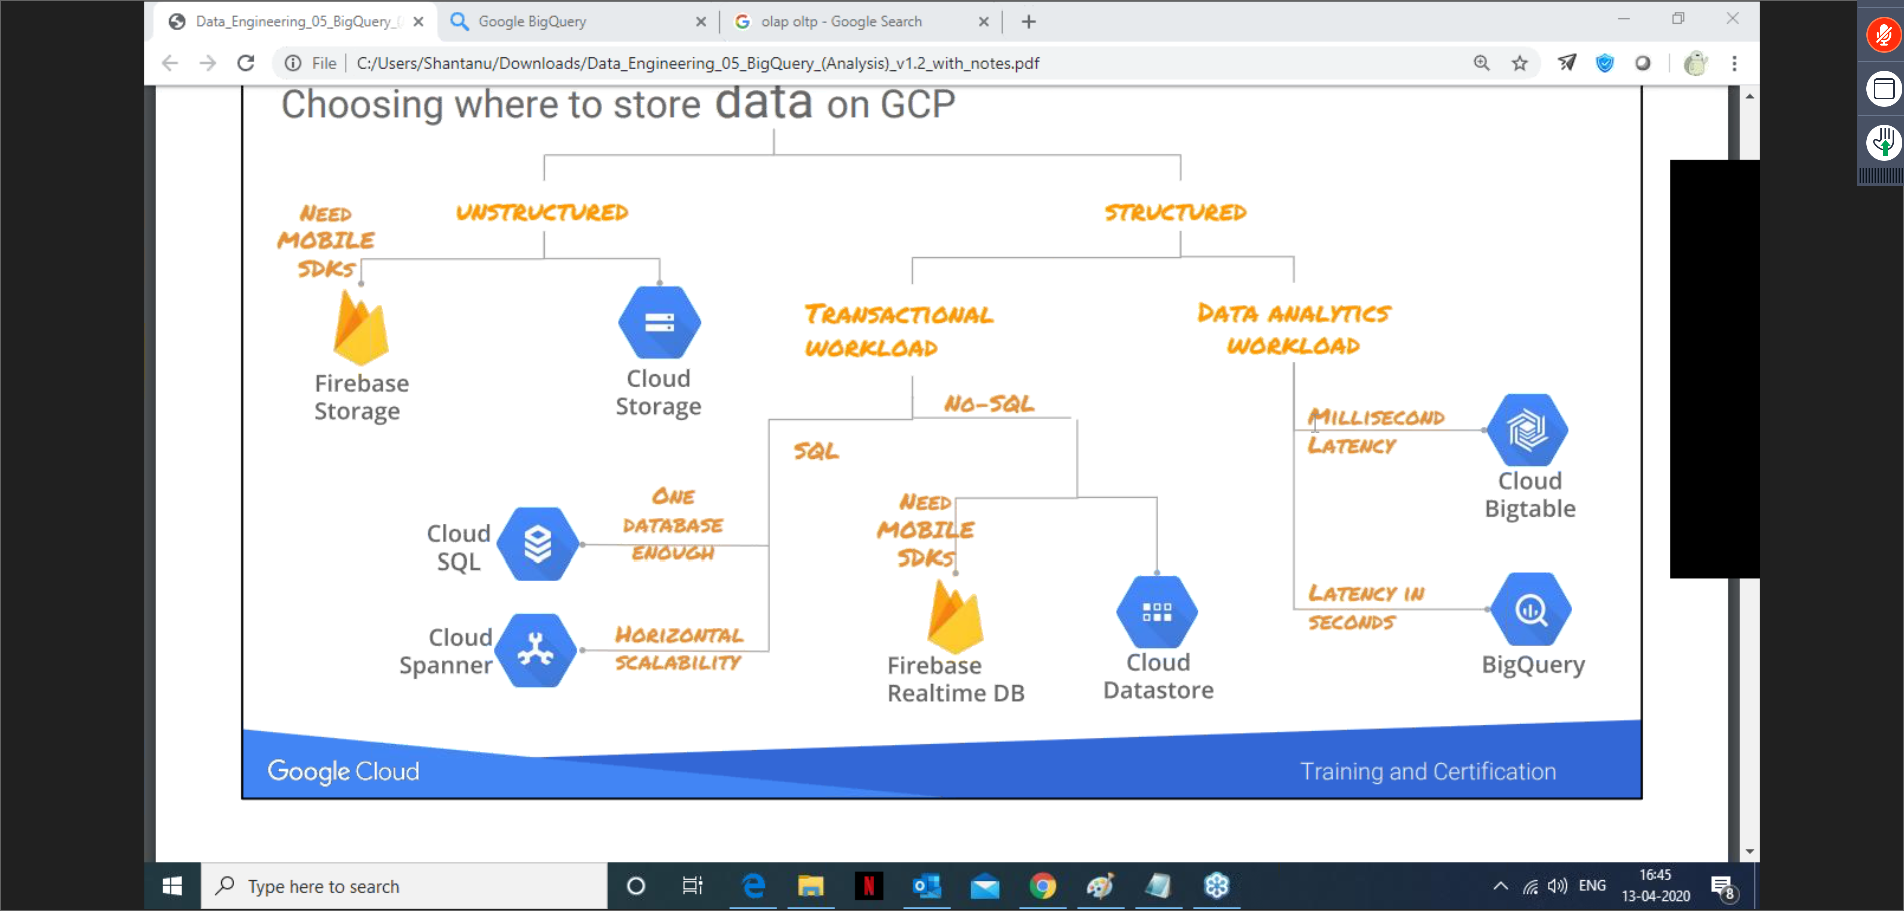 Data_Engineering_05_BigQuery_(
Google BigQuery
olap oltp - Google Search
File
C:/Users/Shantanu/Downloads/Data_Engineering_05_BigQuery_(Analysis)_v1.2_with_notes.pdf
Choosing where to store data on GCP
NEED
MOBILE
SDKS
UNSTRUCTURED
STRUCTURED
Firebase
Storage
Cloud
Storage
TRANSACTIONAL
WORKLOAD
DATA ANALYTICS
WORKLOAD
NO-SQL
SQL
MILLISECOND
LATENCY
Cloud
Bigtable
ONE
DATABASE
ENOUGH
Cloud
SQL
NEED
MOBILE
SDKS
HORIZONTAL
SCALABILITY
Cloud
Spanner
Firebase
Realtime DB
Cloud
Datastore
LATENCY IN
SECONDS
BigQuery
Google Cloud
Training and Certification
Type here to search
N
ENG
16:45
13-04-2020
8